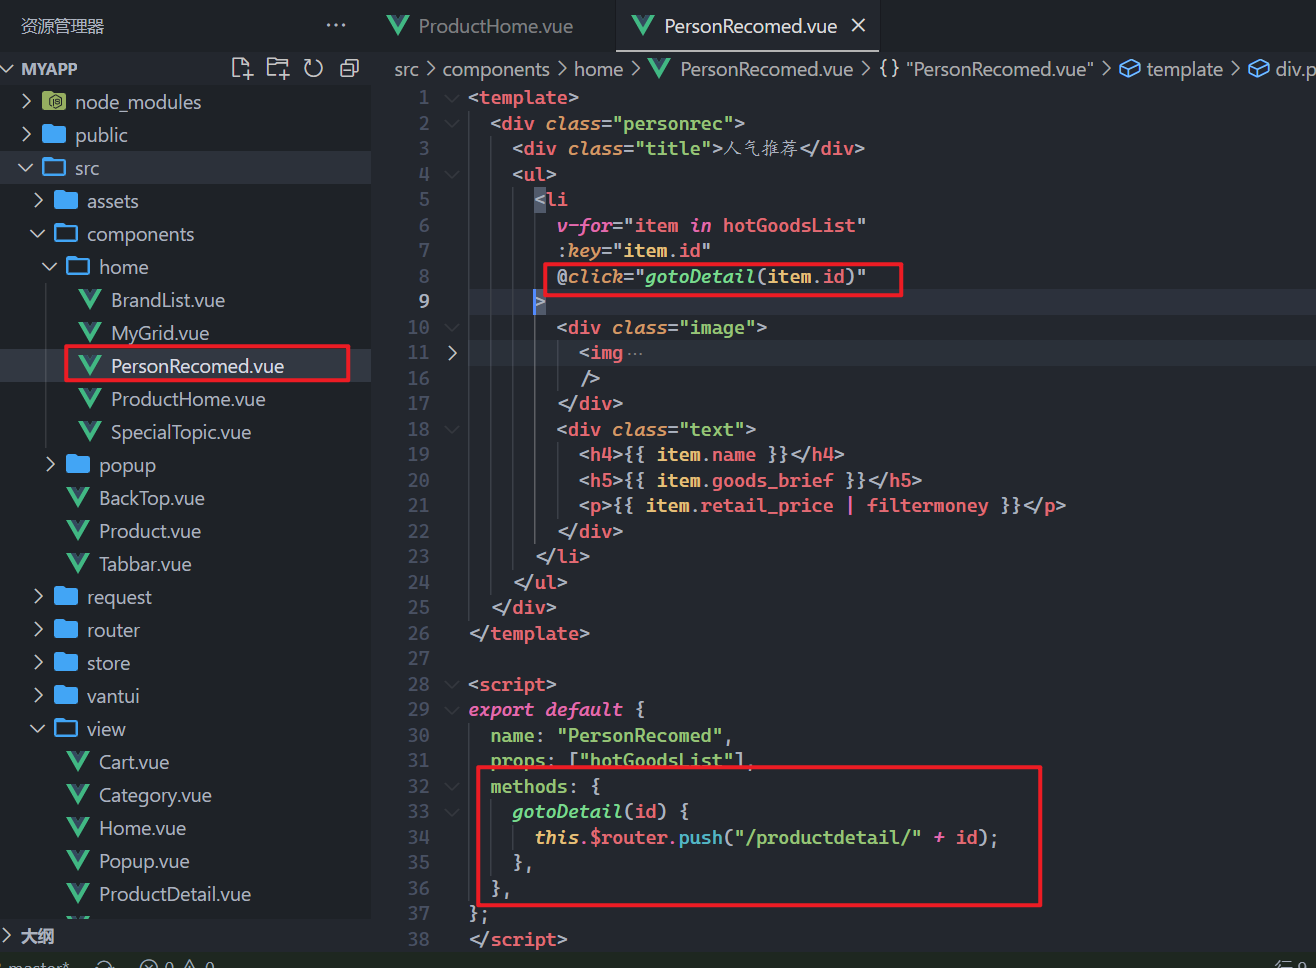 资源管理器 ···
ProductHome.vue
PersonRecomed.vue ×
MYAPP
src > components > home > PersonRecomed.vue > {} "PersonRecomed.vue" > template > div.p
node_modules
public
src
assets
components
home
BrandList.vue
MyGrid.vue
PersonRecomed.vue
ProductHome.vue
SpecialTopic.vue
popup
BackTop.vue
Product.vue
Tabbar.vue
request
router
store
vantui
view
Cart.vue
Category.vue
Home.vue
Popup.vue
ProductDetail.vue
大纲
master* 0 0
1 <template>
2 <div class="personrec">
3 <div class="title">人气推荐</div>
4 <ul>
5 <li
6 v-for="item in hotGoodsList"
7 :key="item.id"
8 @click="gotoDetail(item.id)"
9 >
10 <div class="image">
11 <img ···
16 />
17 </div>
18 <div class="text">
19 <h4>{{ item.name }}</h4>
20 <h5>{{ item.goods_brief }}</h5>
21 <p>{{ item.retail_price | filtermoney }}</p>
22 </div>
23 </li>
24 </ul>
25 </div>
26 </template>
27
28 <script>
29 export default {
30 name: "PersonRecomed",
31 props: ["hotGoodsList"],
32 methods: {
33 gotoDetail(id) {
34 this.$router.push("/productdetail/" + id);
35 },
36 },
37 };
38 </script>
行 9